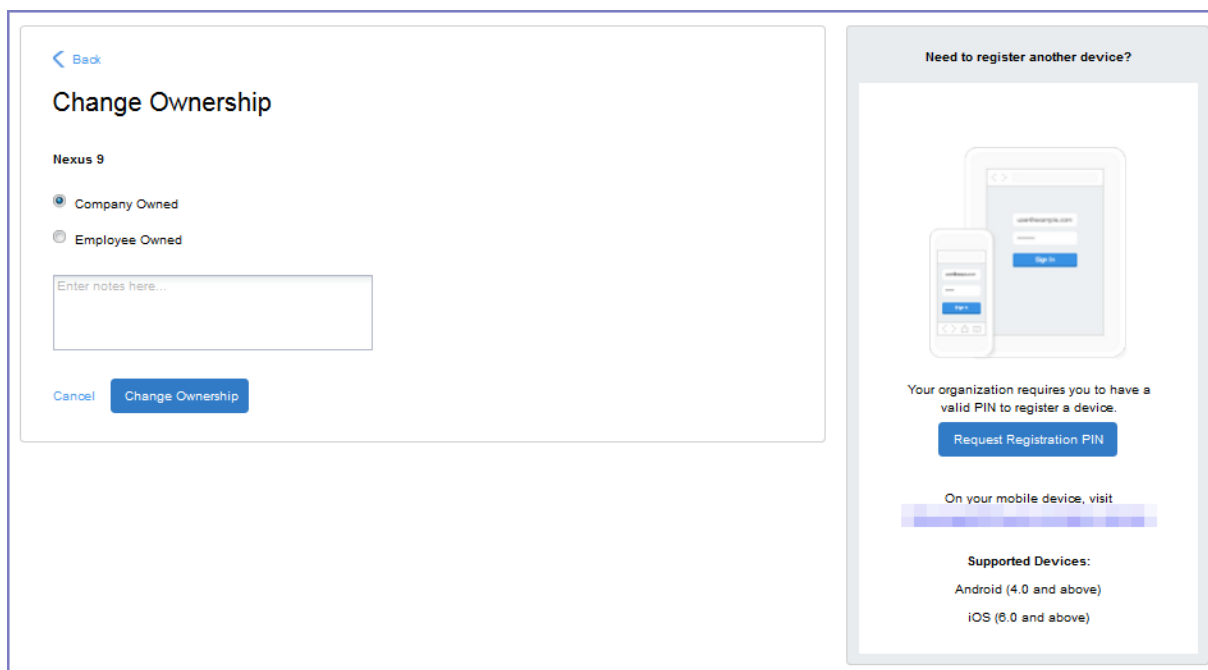 Back
Change Ownership
Nexus 9
Company Owned
Employee Owned
Enter notes here...
Cancel
Change Ownership
Need to register another device?
user@example.com
Sign In
Sign In
Your organization requires you to have a
valid PIN to register a device.
Request Registration PIN
On your mobile device, visit
Supported Devices:
Android (4.0 and above)
iOS (6.0 and above)